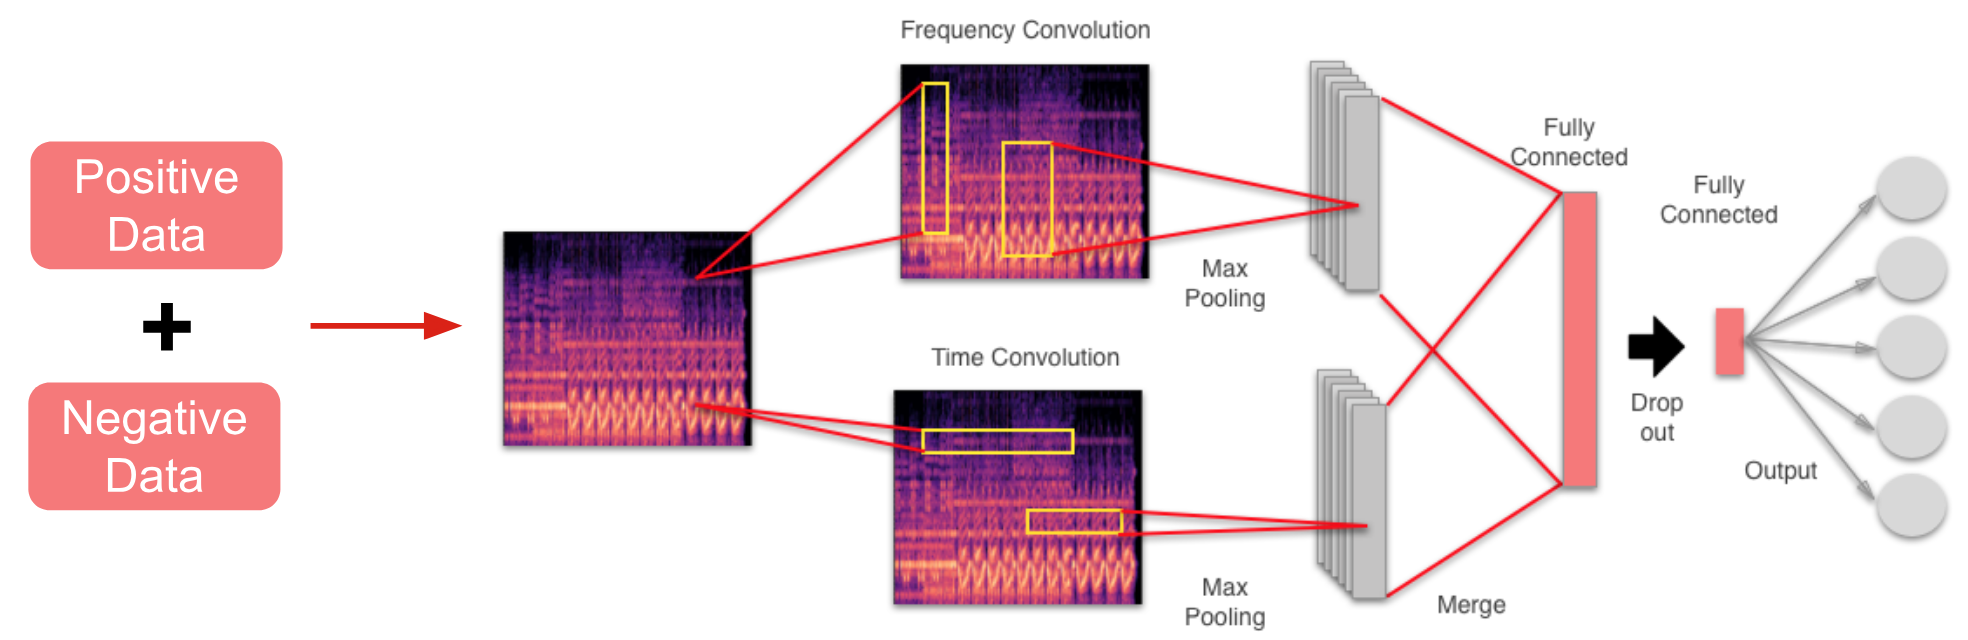 Positive
Data
+
Negative
Data
Frequency Convolution
Max
Pooling
Time Convolution
Max
Pooling
Merge
Fully
Connected
Drop
out
Fully
Connected
Output